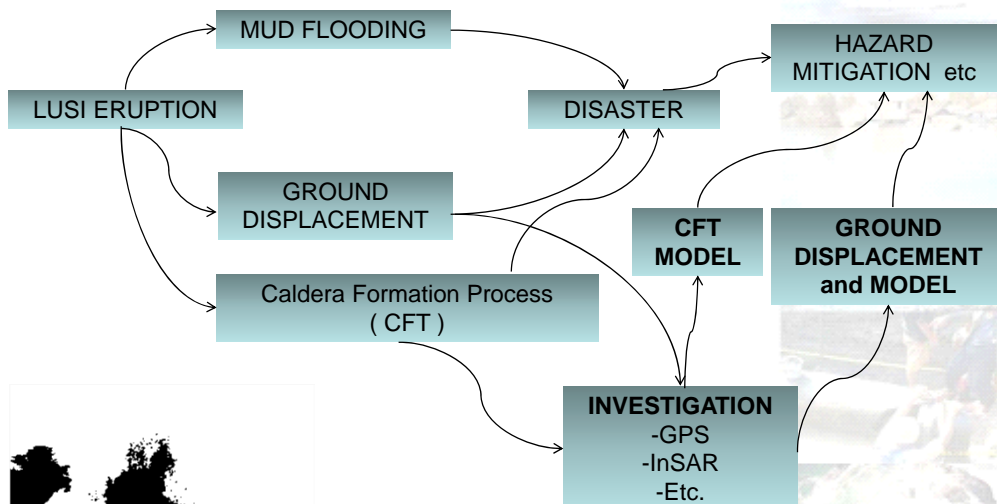 MUD FLOODING
HAZARD
MITIGATION etc
LUSI ERUPTION
DISASTER
GROUND
DISPLACEMENT
CFT
MODEL
GROUND
DISPLACEMENT
and MODEL
Caldera Formation Process
( CFT )
INVESTIGATION
-GPS
-InSAR
-Etc.